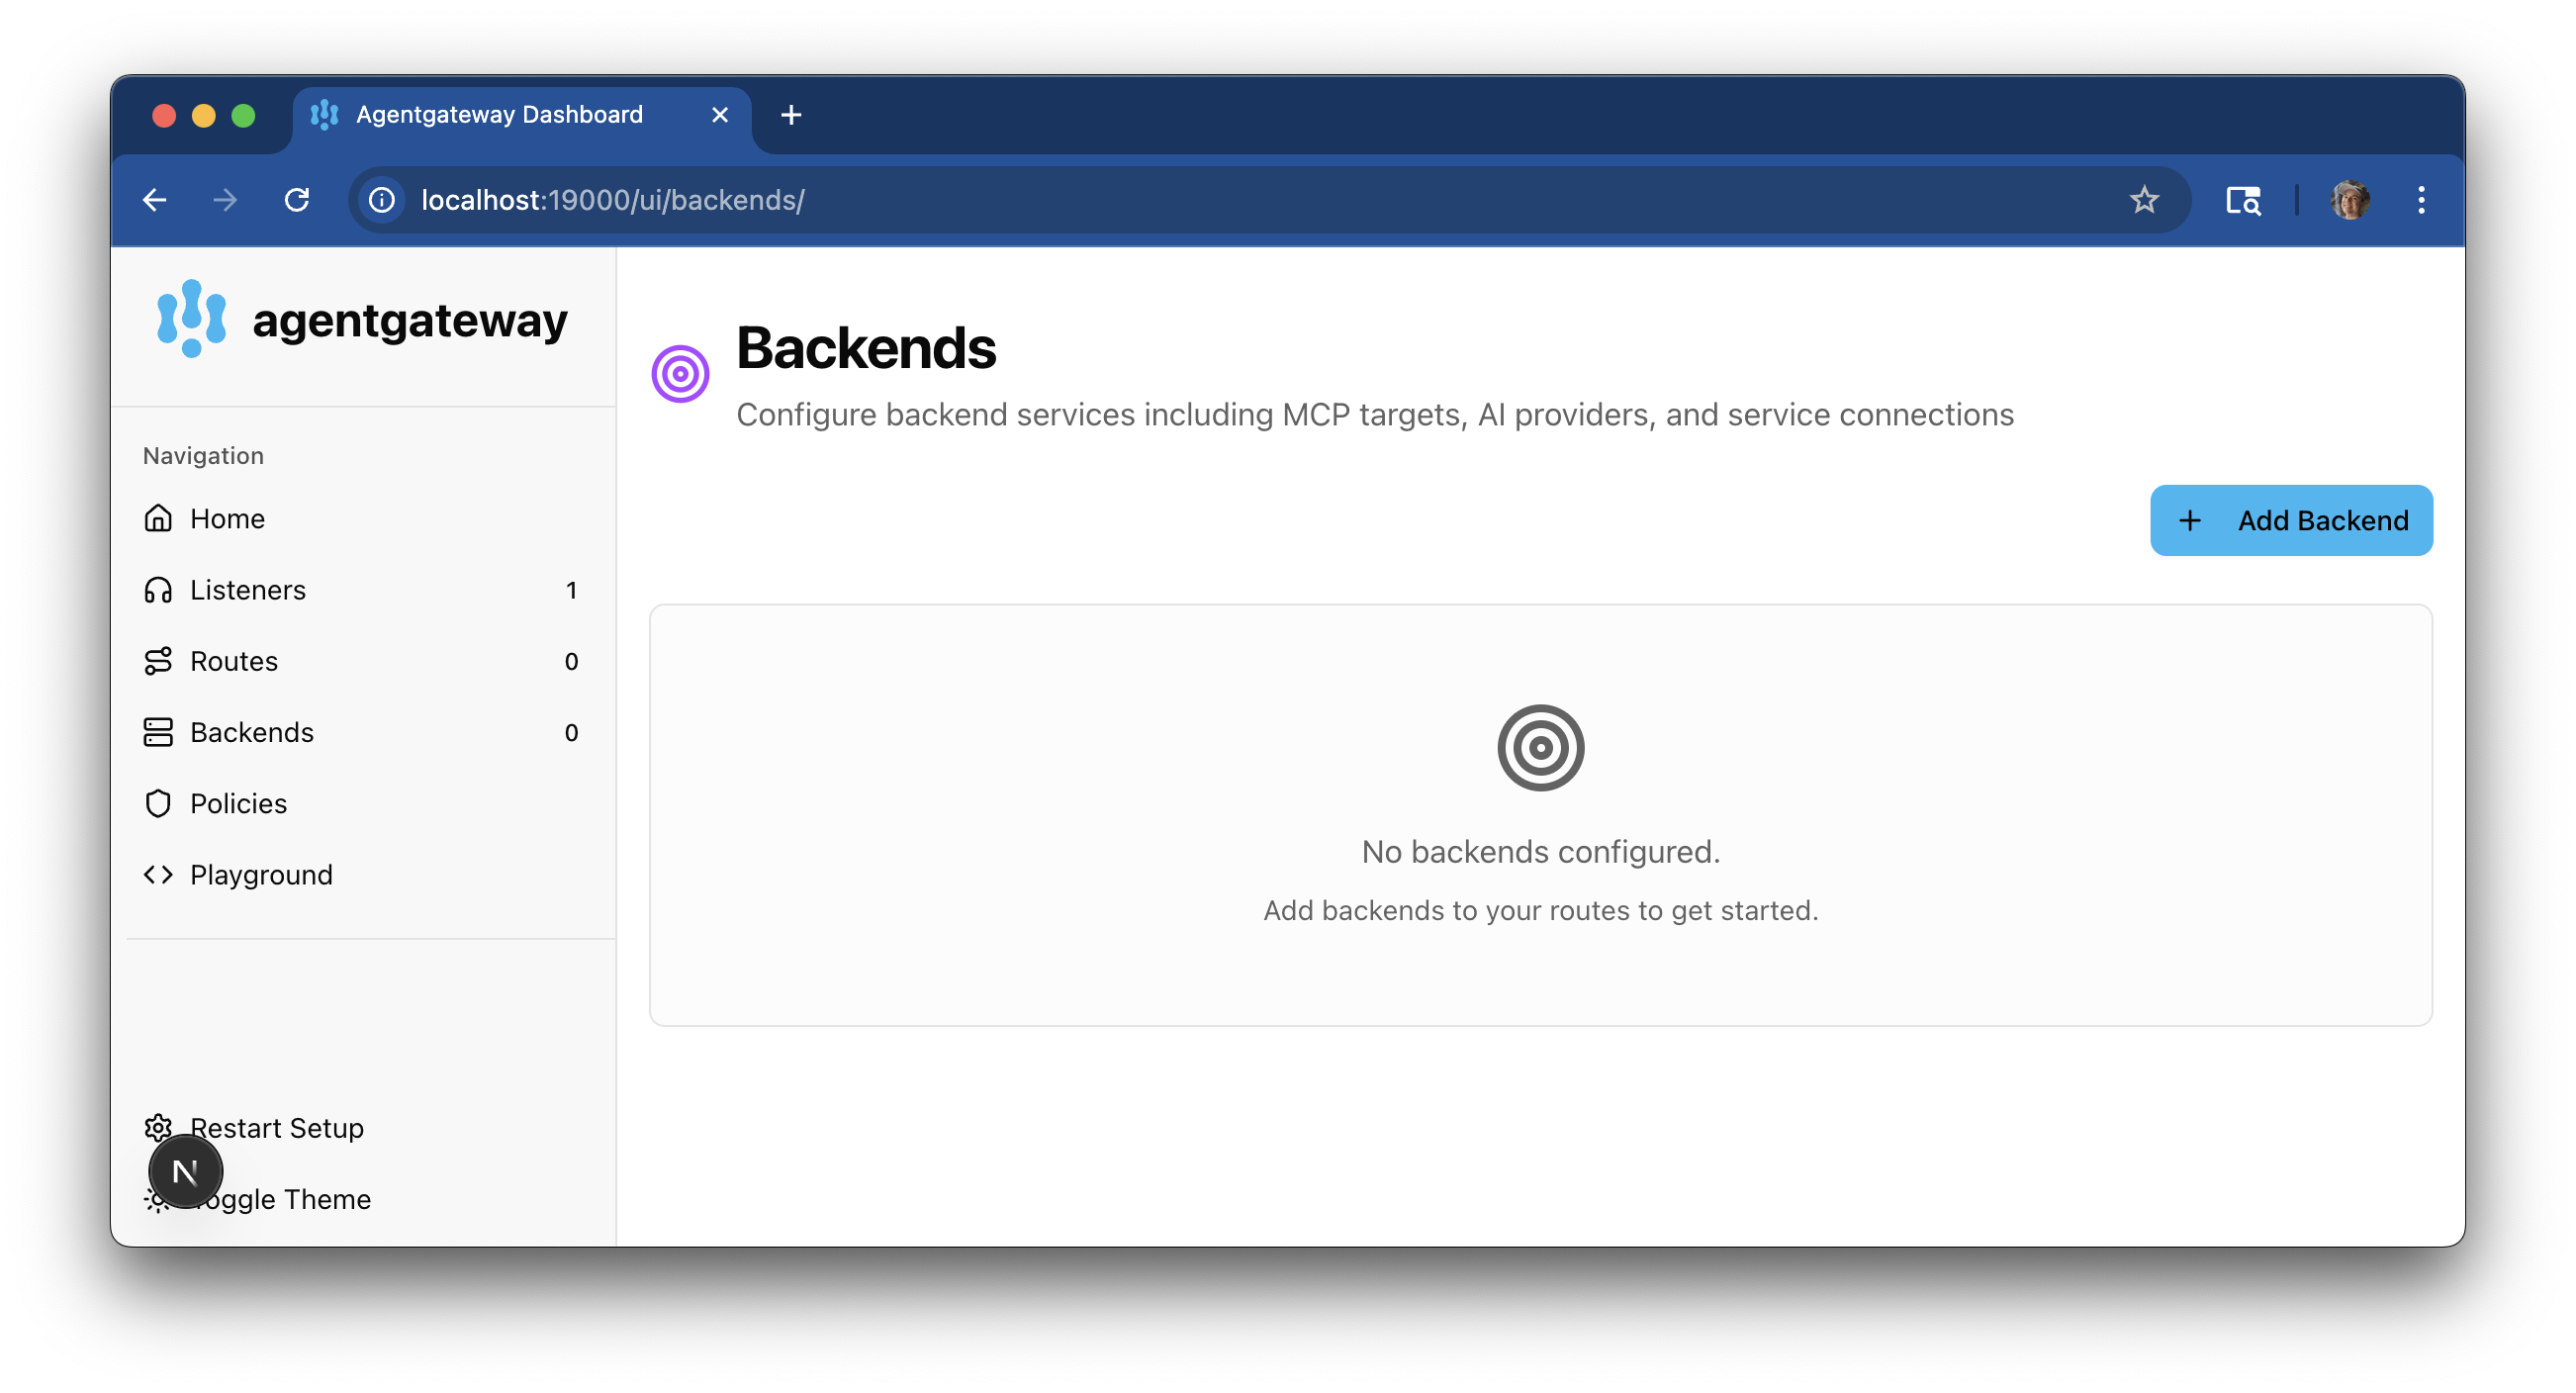 Agentgateway Dashboard
localhost:19000/ui/backends/
agentgateway
Navigation
Home
Listeners 1
Routes 0
Backends 0
Policies
Playground
Restart Setup
oggle Theme
Backends
Configure backend services including MCP targets, AI providers, and service connections
+ Add Backend
No backends configured.
Add backends to your routes to get started.
N